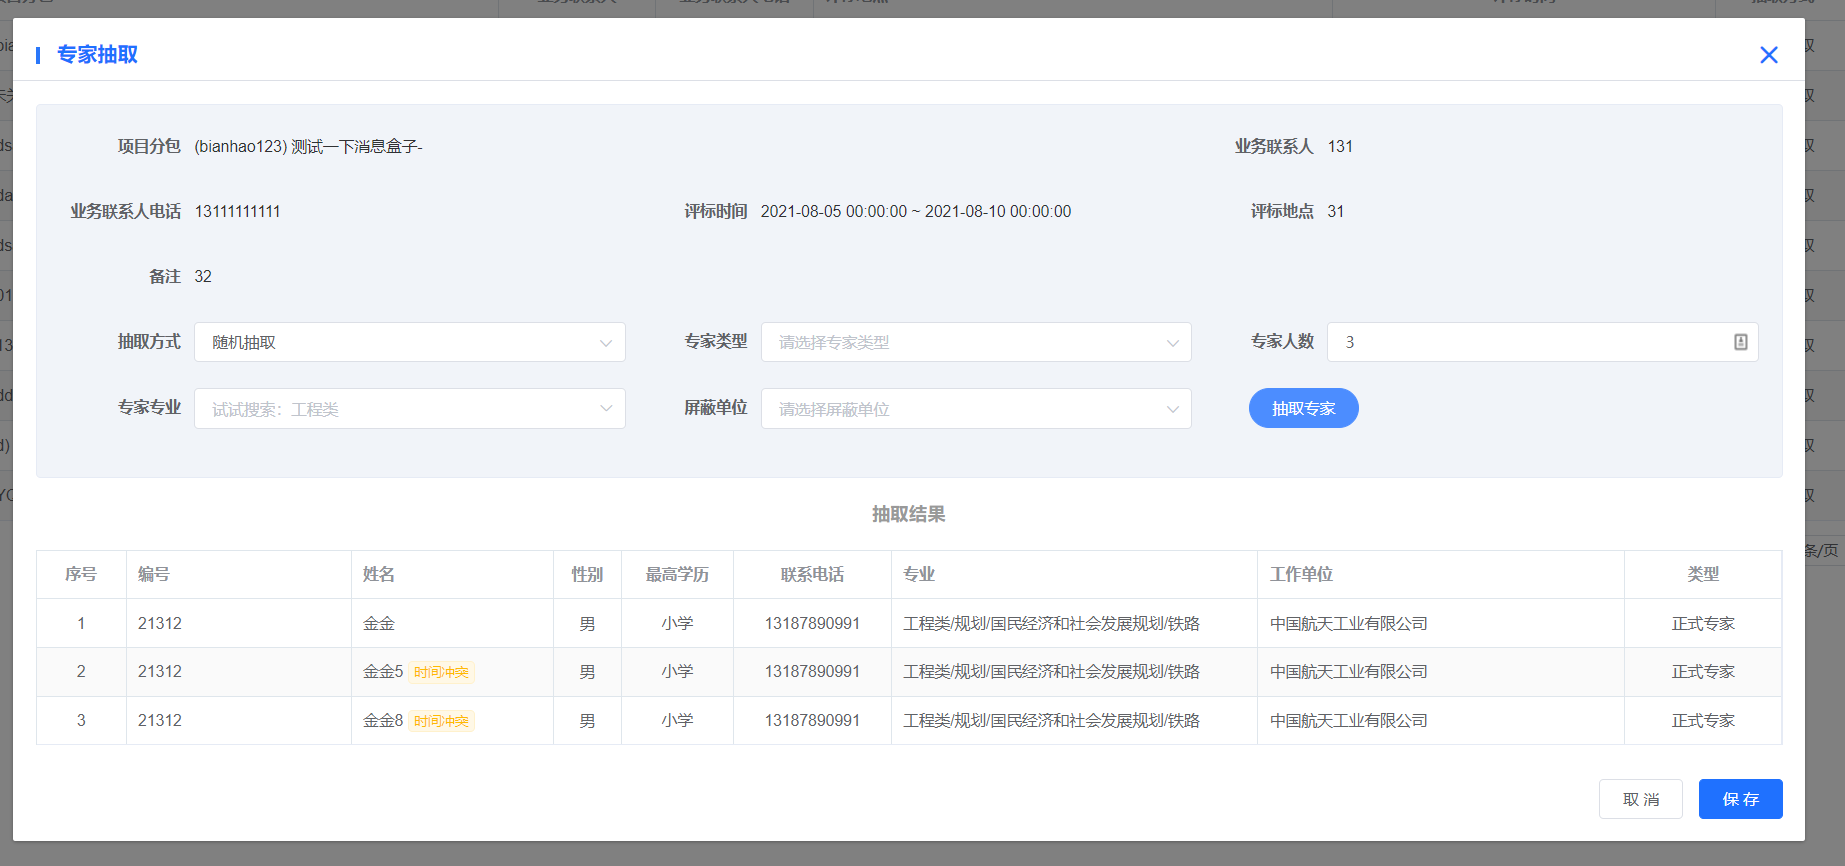 专家抽取
项目分包 (bianhao123) 测试一下消息盒子- 业务联系人 131
业务联系人电话 13111111111 评标时间 2021-08-05 00:00:00 ~ 2021-08-10 00:00:00 评标地点 31
备注 32
抽取方式 随机抽取 专家类型 请选择专家类型 专家人数 3
专家专业 试试搜索：工程类 屏蔽单位 请选择屏蔽单位 抽取专家
抽取结果
序号 编号 姓名 性别 最高学历 联系电话 专业 工作单位 类型
1 21312 金金 男 小学 13187890991 工程类/规划/国民经济和社会发展规划/铁路 中国航天工业有限公司 正式专家
2 21312 金金5 时间冲突 男 小学 13187890991 工程类/规划/国民经济和社会发展规划/铁路 中国航天工业有限公司 正式专家
3 21312 金金8 时间冲突 男 小学 13187890991 工程类/规划/国民经济和社会发展规划/铁路 中国航天工业有限公司 正式专家
条/页
取消 保存